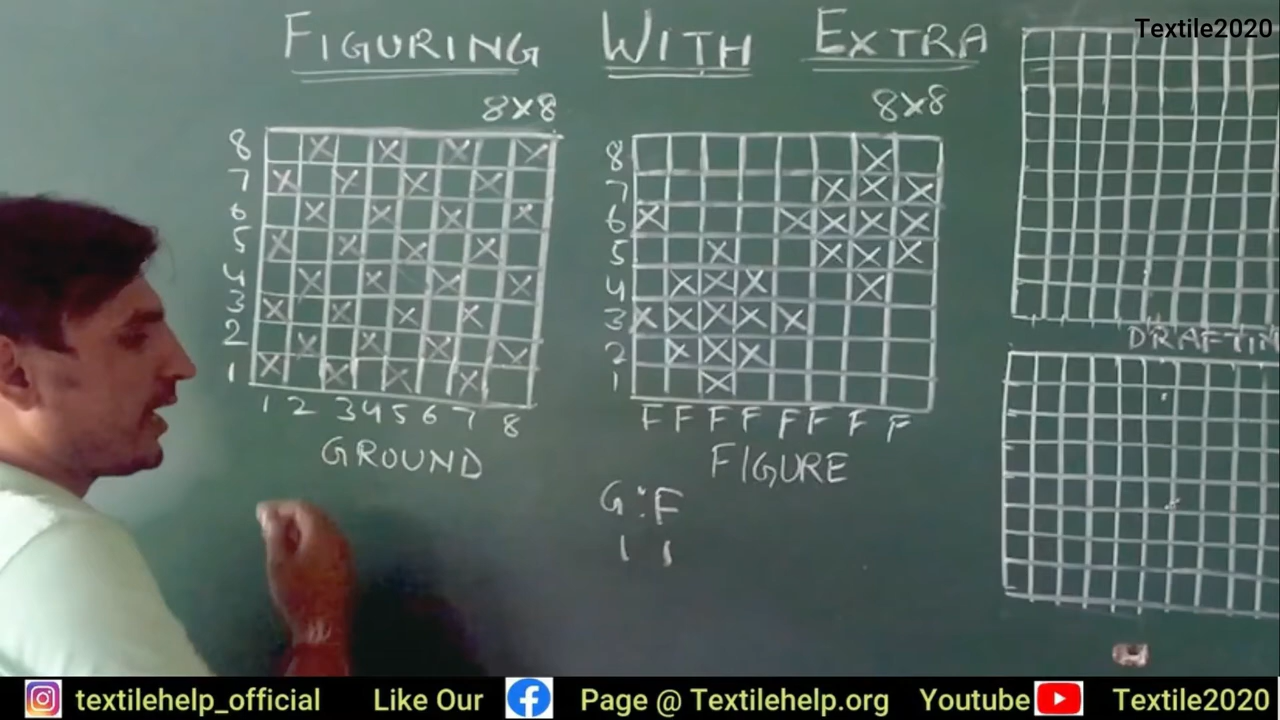 Textile2020
FIGURING WITH EXTRA
8x8 8x8
8 8
7 7
6 6
5 5
4 4
3 3
2 2
1 1
1 2 3 4 5 6 7 8 F F F F F F F F
GROUND FIGURE
G : F
1 1
DRAFTIN
textilehelp_official Like Our Page @ Textilehelp.org Youtube Textile2020